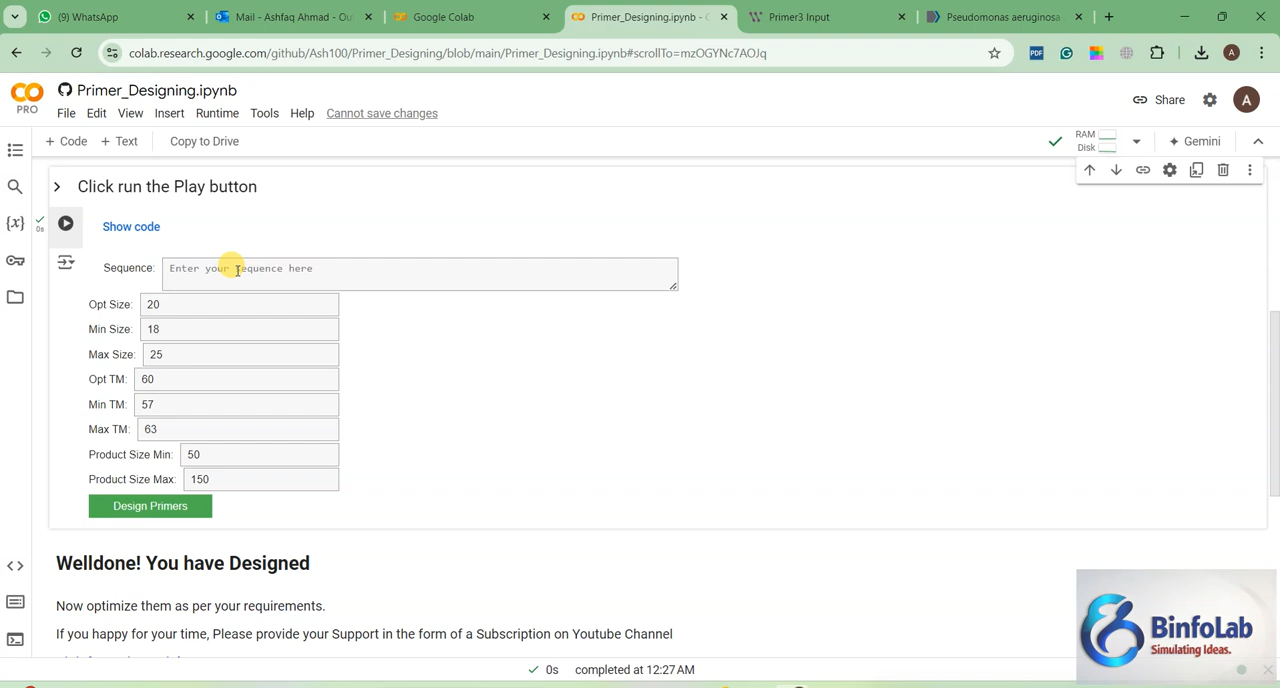 (9) WhatsApp
Mail - Ashfaq Ahmad - Ou
Google Colab
Primer_Designing.ipynb - C
Primer3 Input
Pseudomonas aeruginosa
colab.research.google.com/github/Ash100/Primer_Designing/blob/main/Primer_Designing.ipynb#scrollTo=mzOGYNc7AOJq
PDF
A
CO
PRO
Primer_Designing.ipynb
File Edit View Insert Runtime Tools Help Cannot save changes
Share
A
+ Code + Text Copy to Drive
RAM
Disk
Gemini
Click run the Play button
0s
Show code
Sequence: Enter your sequence here
Opt Size: 20
Min Size: 18
Max Size: 25
Opt TM: 60
Min TM: 57
Max TM: 63
Product Size Min: 50
Product Size Max: 150
Design Primers
Welldone! You have Designed
Now optimize them as per your requirements.
If you happy for your time, Please provide your Support in the form of a Subscription on Youtube Channel
0s completed at 12:27 AM
BinfoLab
Simulating Ideas.